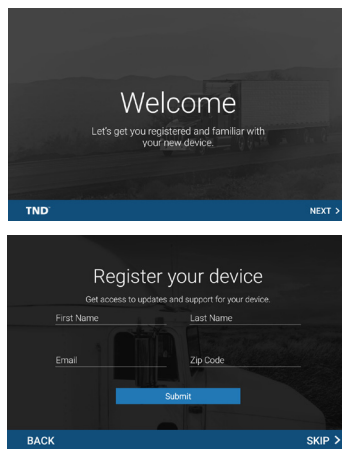 Welcome
Let's get you registered and familiar with
your new device.
TND™
NEXT >
Register your device
Get access to updates and support for your device.
First Name Last Name
Email Zip Code
Submit
BACK SKIP >